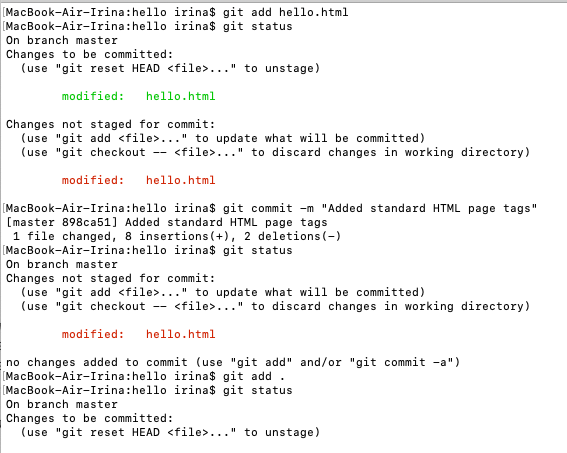 [MacBook-Air-Irina:hello irina$ git add hello.html
[MacBook-Air-Irina:hello irina$ git status
On branch master
Changes to be committed:
  (use "git reset HEAD <file>..." to unstage)

        modified:   hello.html

Changes not staged for commit:
  (use "git add <file>..." to update what will be committed)
  (use "git checkout -- <file>..." to discard changes in working directory)

        modified:   hello.html

[MacBook-Air-Irina:hello irina$ git commit -m "Added standard HTML page tags"
[master 898ca51] Added standard HTML page tags
 1 file changed, 8 insertions(+), 2 deletions(-)
[MacBook-Air-Irina:hello irina$ git status
On branch master
Changes not staged for commit:
  (use "git add <file>..." to update what will be committed)
  (use "git checkout -- <file>..." to discard changes in working directory)

        modified:   hello.html

no changes added to commit (use "git add" and/or "git commit -a")
[MacBook-Air-Irina:hello irina$ git add .
[MacBook-Air-Irina:hello irina$ git status
On branch master
Changes to be committed:
  (use "git reset HEAD <file>..." to unstage)